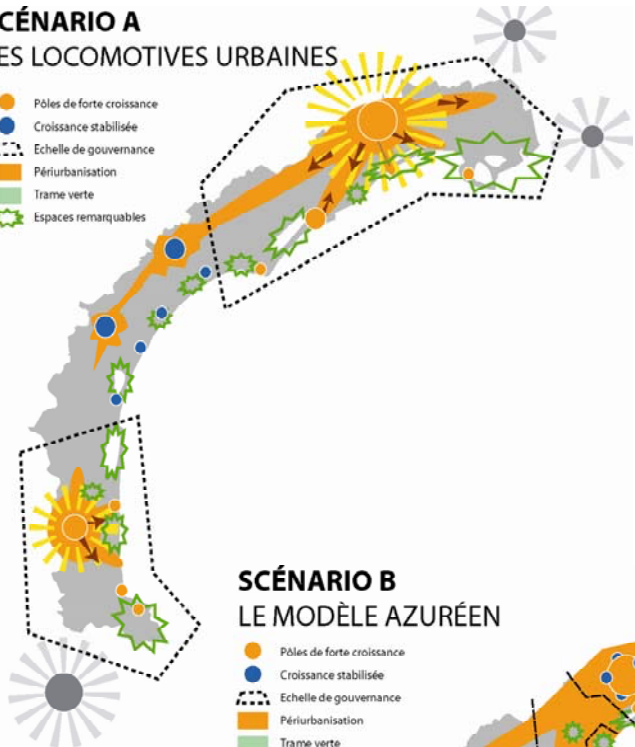 CÉNARIO A
ES LOCOMOTIVES URBAINES
Pôles de forte croissance
Croissance stabilisée
Echelle de gouvernance
Périurbanisation
Trame verte
Espaces remarquables
SCÉNARIO B
LE MODÈLE AZURÉEN
Pôles de forte croissance
Croissance stabilisée
Echelle de gouvernance
Périurbanisation
Trame verte